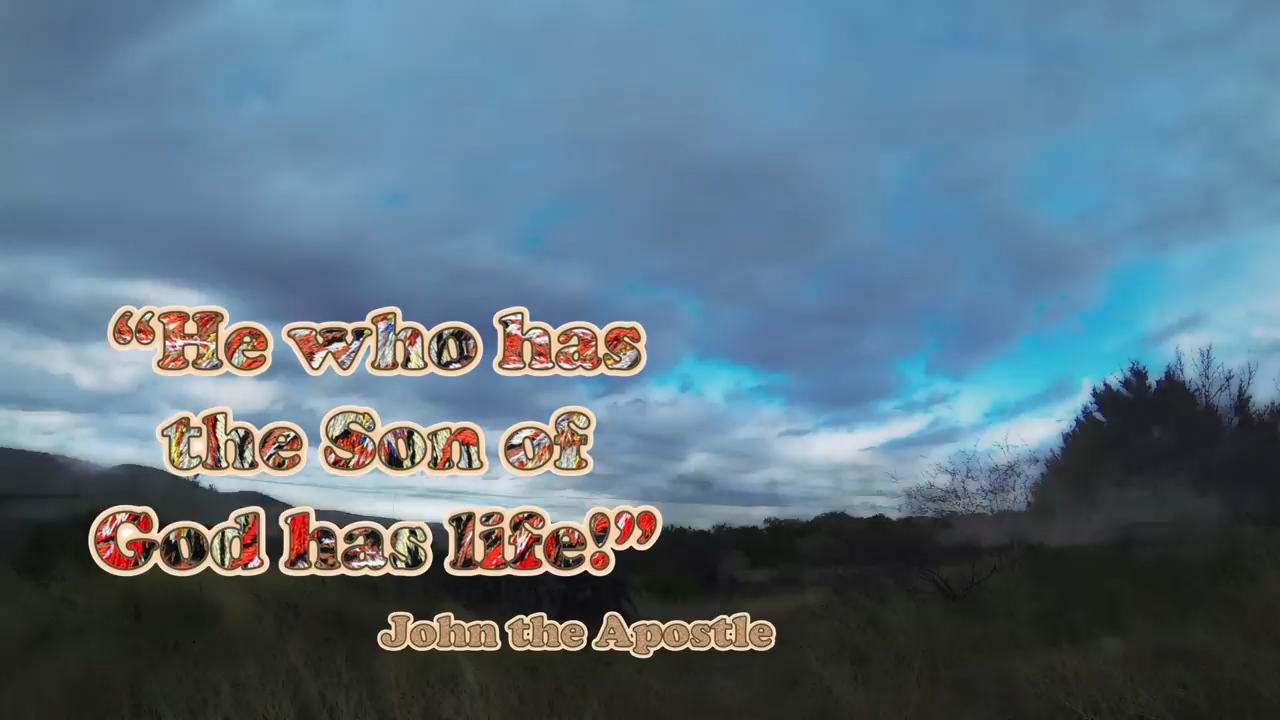 “He who has
the Son of
God has life!”
John the Apostle